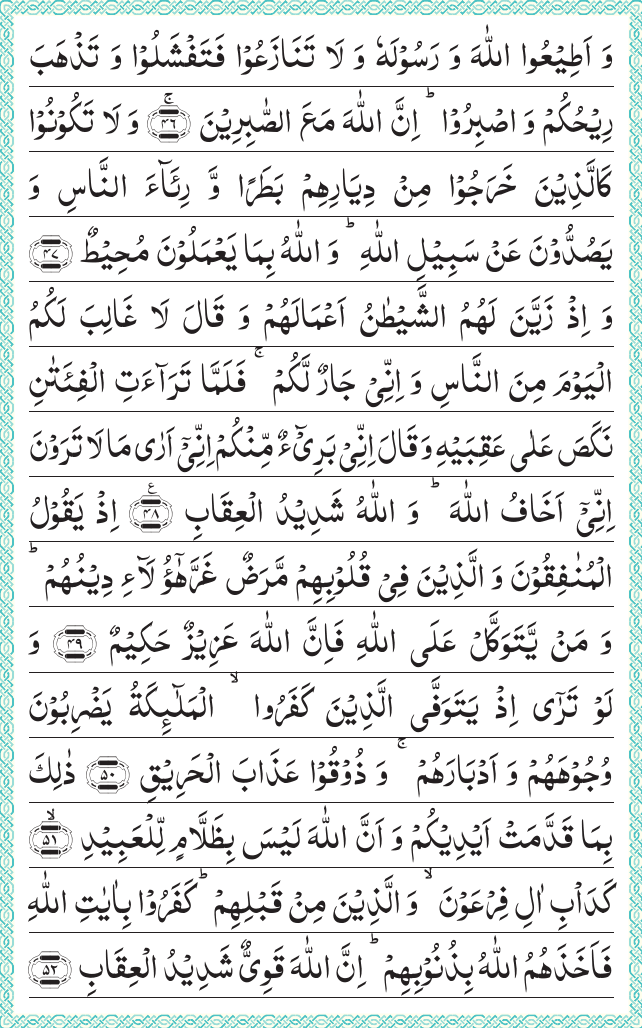 وَ اَطِیْعُوا اللّٰهَ وَ رَسُوْلَهٗ وَ لَا تَنَازَعُوْا فَتَفْشَلُوْا وَ تَذْهَبَ
رِیْحُكُمْ وَ اصْبِرُوْا ؕ اِنَّ اللّٰهَ مَعَ الصّٰبِرِیْنَ ۚ﴿۴۶﴾ وَ لَا تَكُوْنُوْا
كَالَّذِیْنَ خَرَجُوْا مِنْ دِیَارِهِمْ بَطَرًا وَّ رِئَآءَ النَّاسِ وَ
یَصُدُّوْنَ عَنْ سَبِیْلِ اللّٰهِ ؕ وَ اللّٰهُ بِمَا یَعْمَلُوْنَ مُحِیْطٌ ﴿۴۷﴾
وَ اِذْ زَیَّنَ لَهُمُ الشَّیْطٰنُ اَعْمَالَهُمْ وَ قَالَ لَا غَالِبَ لَكُمُ
الْیَوْمَ مِنَ النَّاسِ وَ اِنِّیْ جَارٌ لَّكُمْ ۚ فَلَمَّا تَرَآءَتِ الْفِئَتٰنِ
نَكَصَ عَلٰی عَقِبَیْهِ وَ قَالَ اِنِّیْ بَرِیْٓءٌ مِّنْكُمْ اِنِّیْۤ اَرٰی مَا لَا تَرَوْنَ
اِنِّیْۤ اَخَافُ اللّٰهَ ؕ وَ اللّٰهُ شَدِیْدُ الْعِقَابِ ﴿۴۸﴾ع اِذْ یَقُوْلُ
الْمُنٰفِقُوْنَ وَ الَّذِیْنَ فِیْ قُلُوْبِهِمْ مَّرَضٌ غَرَّ هٰۤؤُلَآءِ دِیْنُهُمْ ؕ
وَ مَنْ یَّتَوَكَّلْ عَلَی اللّٰهِ فَاِنَّ اللّٰهَ عَزِیْزٌ حَكِیْمٌ ﴿۴۹﴾ وَ
لَوْ تَرٰۤی اِذْ یَتَوَفَّی الَّذِیْنَ كَفَرُوا ۙ الْمَلٰٓئِكَةُ یَضْرِبُوْنَ
وُجُوْهَهُمْ وَ اَدْبَارَهُمْ ۚ وَ ذُوْقُوْا عَذَابَ الْحَرِیْقِ ﴿۵۰﴾ ذٰلِكَ
بِمَا قَدَّمَتْ اَیْدِیْكُمْ وَ اَنَّ اللّٰهَ لَیْسَ بِظَلَّامٍ لِّلْعَبِیْدِ ۙ﴿۵۱﴾
كَدَاْبِ اٰلِ فِرْعَوْنَ ۙ وَ الَّذِیْنَ مِنْ قَبْلِهِمْ ؕ كَفَرُوْا بِاٰیٰتِ اللّٰهِ
فَاَخَذَهُمُ اللّٰهُ بِذُنُوْبِهِمْ ؕ اِنَّ اللّٰهَ قَوِیٌّ شَدِیْدُ الْعِقَابِ ﴿۵۲﴾